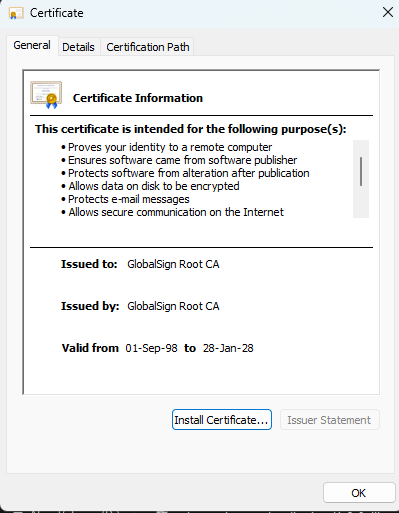 Certificate
General
Details
Certification Path
Certificate Information
This certificate is intended for the following purpose(s):
• Proves your identity to a remote computer
• Ensures software came from software publisher
• Protects software from alteration after publication
• Allows data on disk to be encrypted
• Protects e-mail messages
• Allows secure communication on the Internet
Issued to: GlobalSign Root CA
Issued by: GlobalSign Root CA
Valid from 01-Sep-98 to 28-Jan-28
Install Certificate...
Issuer Statement
OK